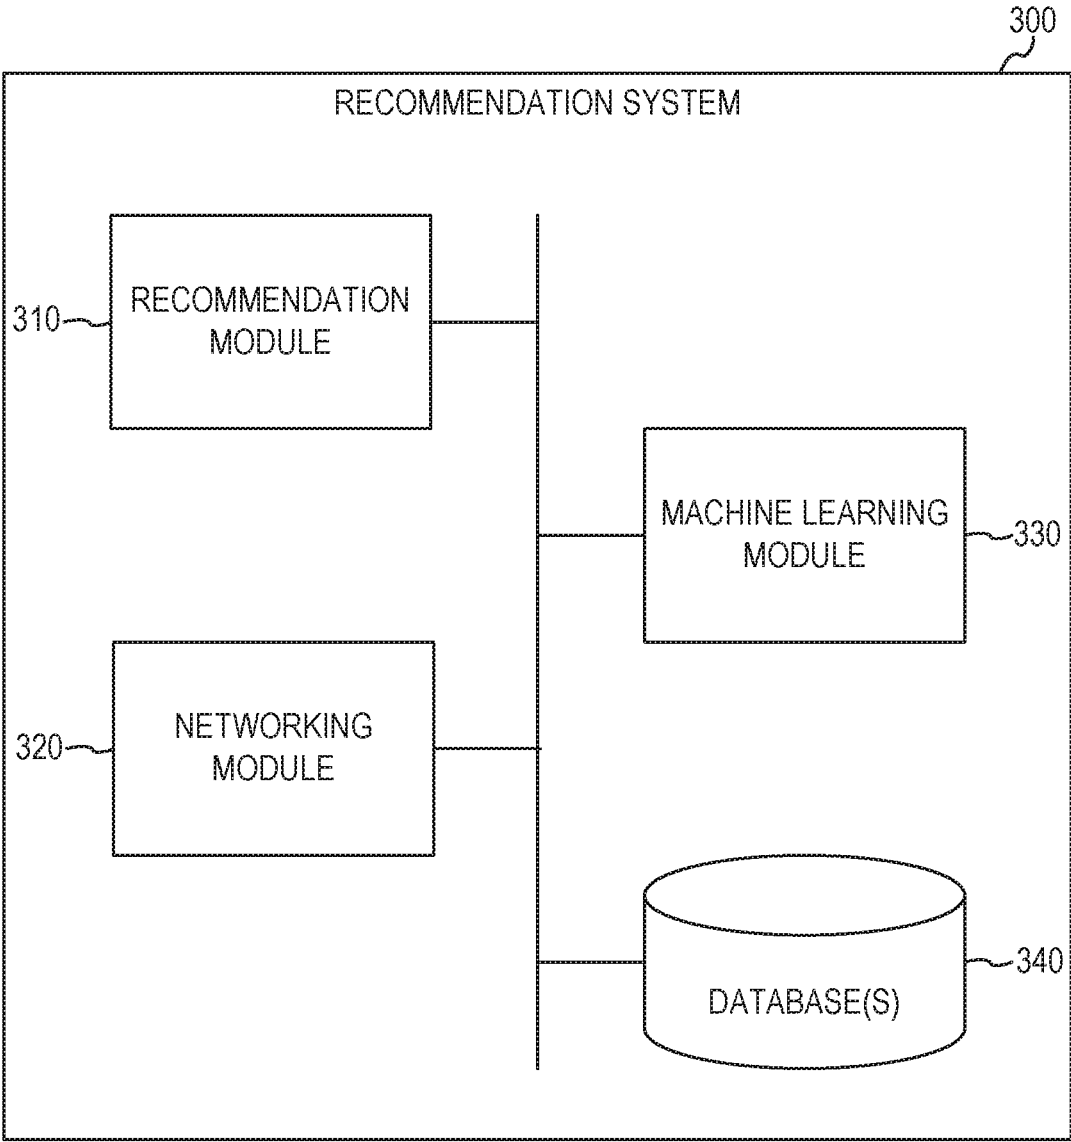 300
RECOMMENDATION SYSTEM
RECOMMENDATION
MODULE
310
MACHINE LEARNING
MODULE
330
NETWORKING
MODULE
320
DATABASE(S)
340